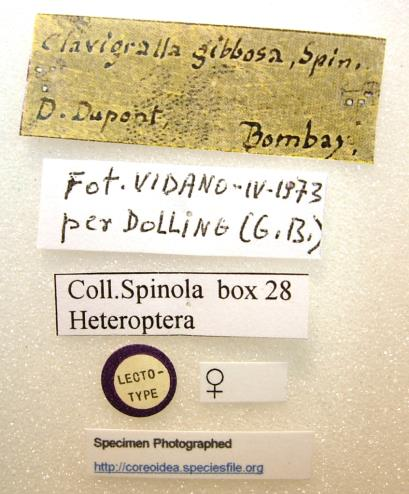 Clavigralla gibbosa, Spin.
D. Dupont, Bombay.
Fot. VIDANO-IV-1973
per DOLLING (G.B.)
Coll.Spinola box 28
Heteroptera
LECTO-
TYPE
♀
Specimen Photographed
http://coreoidea.speciesfile.org